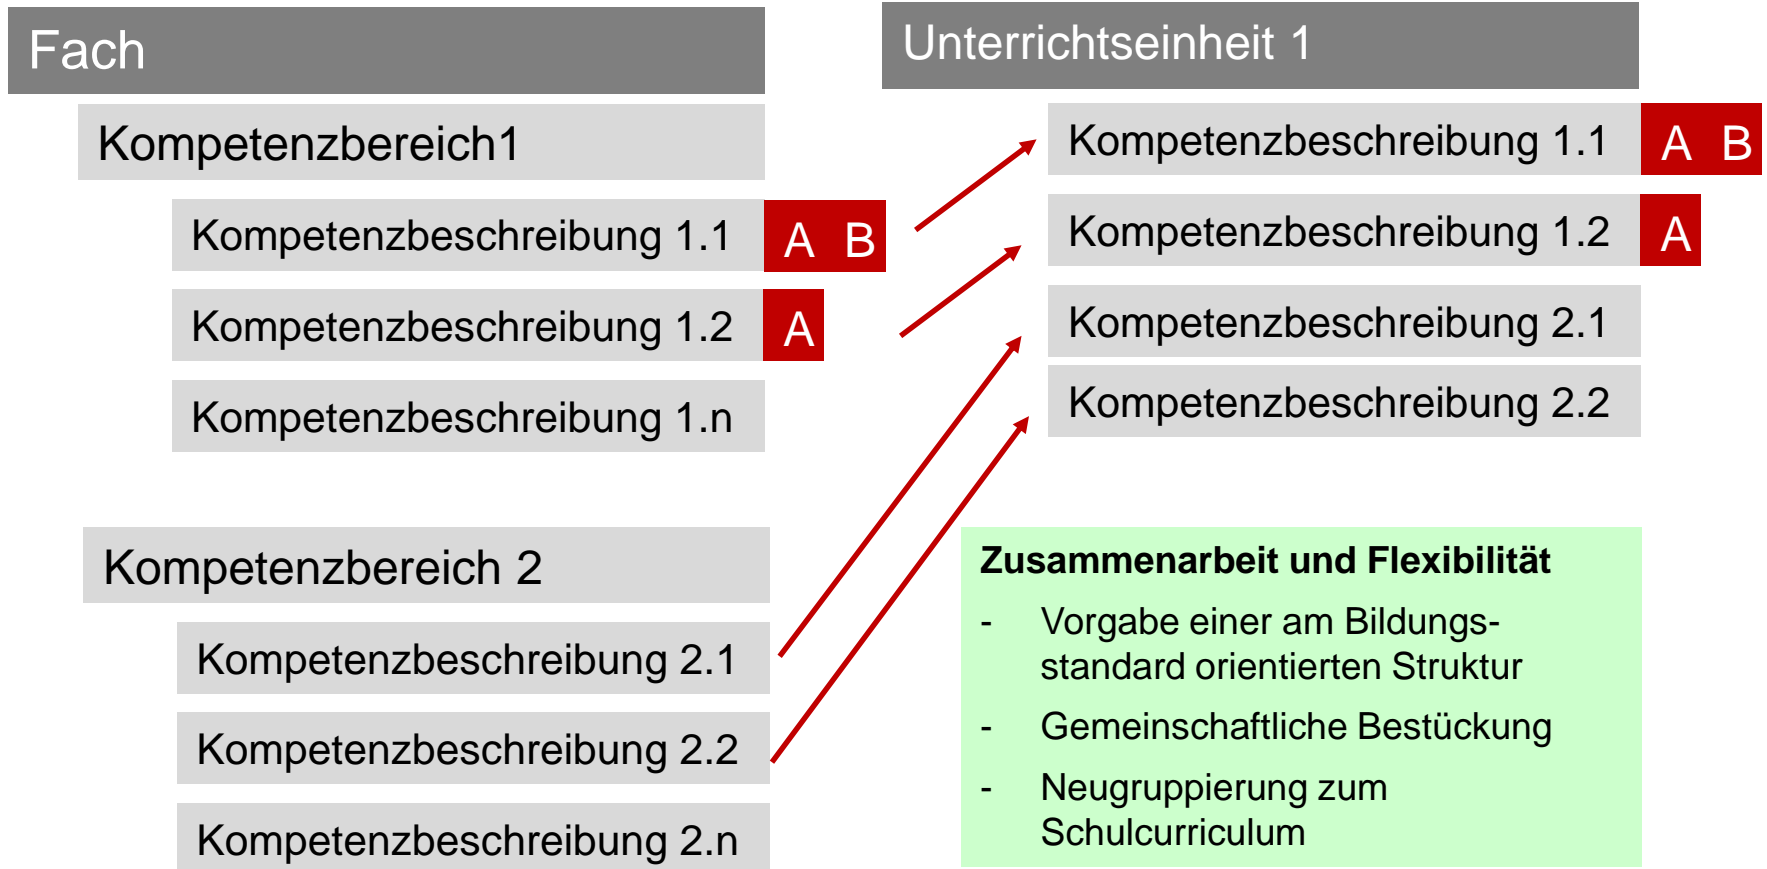 Fach
Kompetenzbereich1
Kompetenzbeschreibung 1.1 A B
Kompetenzbeschreibung 1.2 A
Kompetenzbeschreibung 1.n
Kompetenzbereich 2
Kompetenzbeschreibung 2.1
Kompetenzbeschreibung 2.2
Kompetenzbeschreibung 2.n
Unterrichtseinheit 1
Kompetenzbeschreibung 1.1 A B
Kompetenzbeschreibung 1.2 A
Kompetenzbeschreibung 2.1
Kompetenzbeschreibung 2.2
Zusammenarbeit und Flexibilität
- Vorgabe einer am Bildungs-
standard orientierten Struktur
- Gemeinschaftliche Bestückung
- Neugruppierung zum
Schulcurriculum